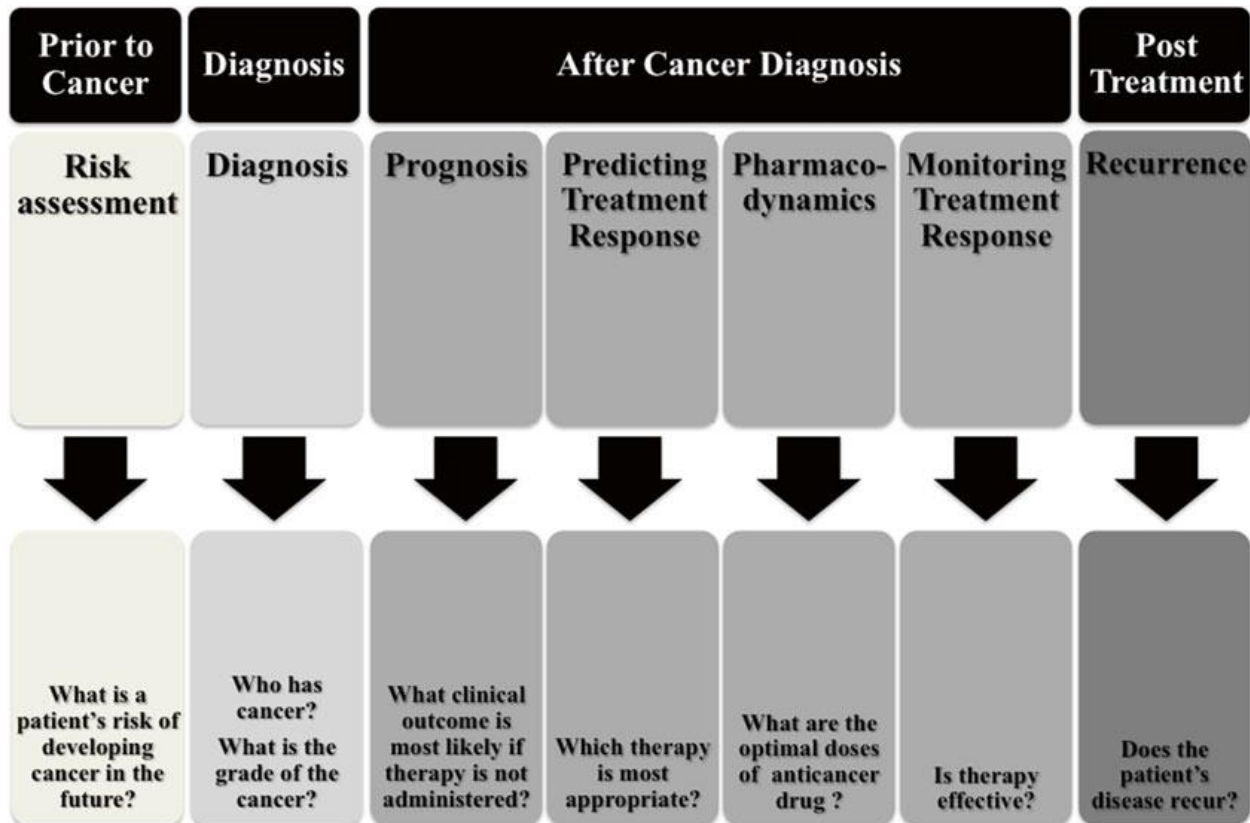 Prior to
Cancer
Diagnosis
After Cancer Diagnosis
Post
Treatment
Risk
assessment
Diagnosis
Prognosis
Predicting
Treatment
Response
Pharmaco-
dynamics
Monitoring
Treatment
Response
Recurrence
What is a
patient's risk of
developing
cancer in the
future?
Who has
cancer?
What is the
grade of the
cancer?
What clinical
outcome is
most likely if
therapy is not
administered?
Which therapy
is most
appropriate?
What are the
optimal doses
of anticancer
drug ?
Is therapy
effective?
Does the
patient's
disease recur?